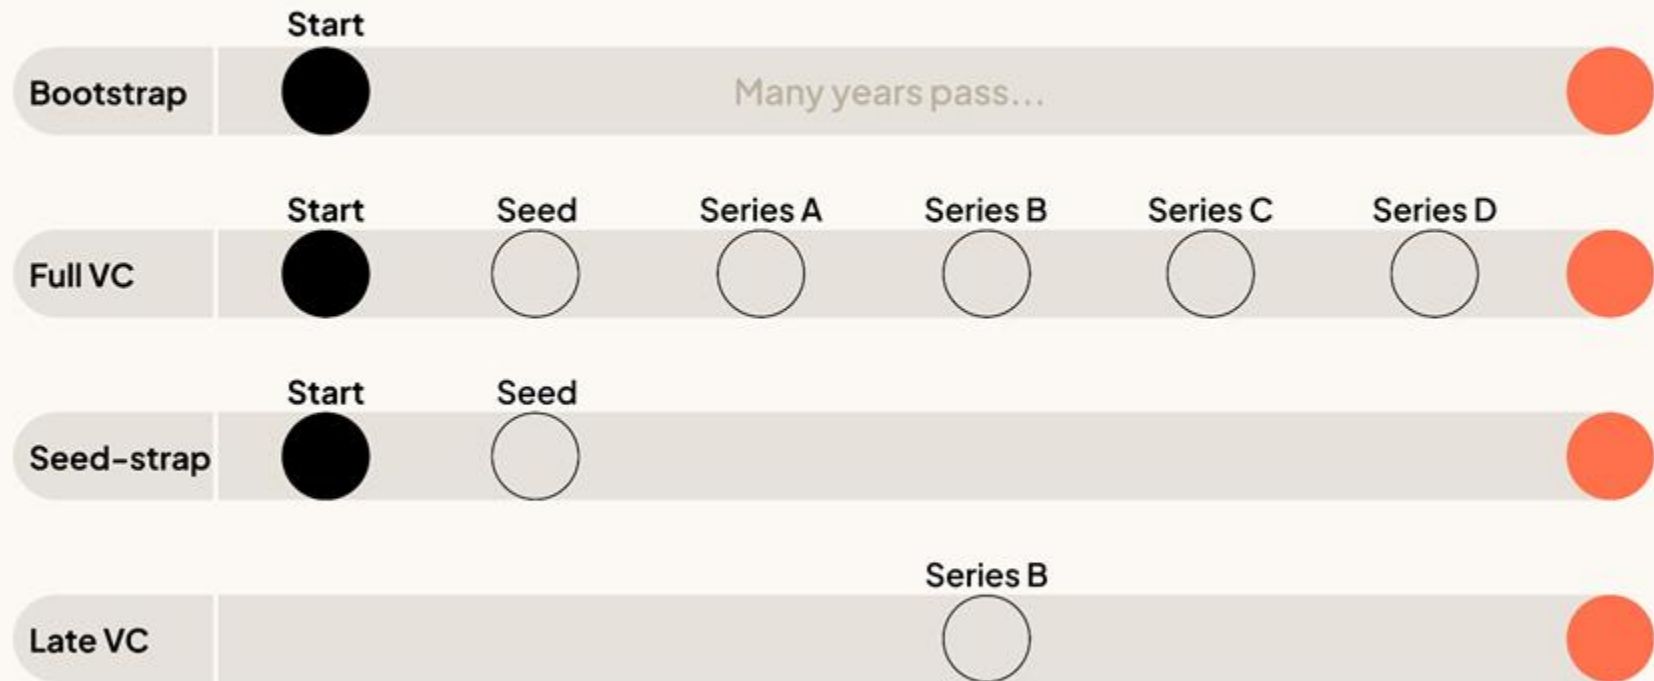 Start
Bootstrap Many years pass...
Start Seed Series A Series B Series C Series D
Full VC
Start Seed
Seed-strap
Series B
Late VC